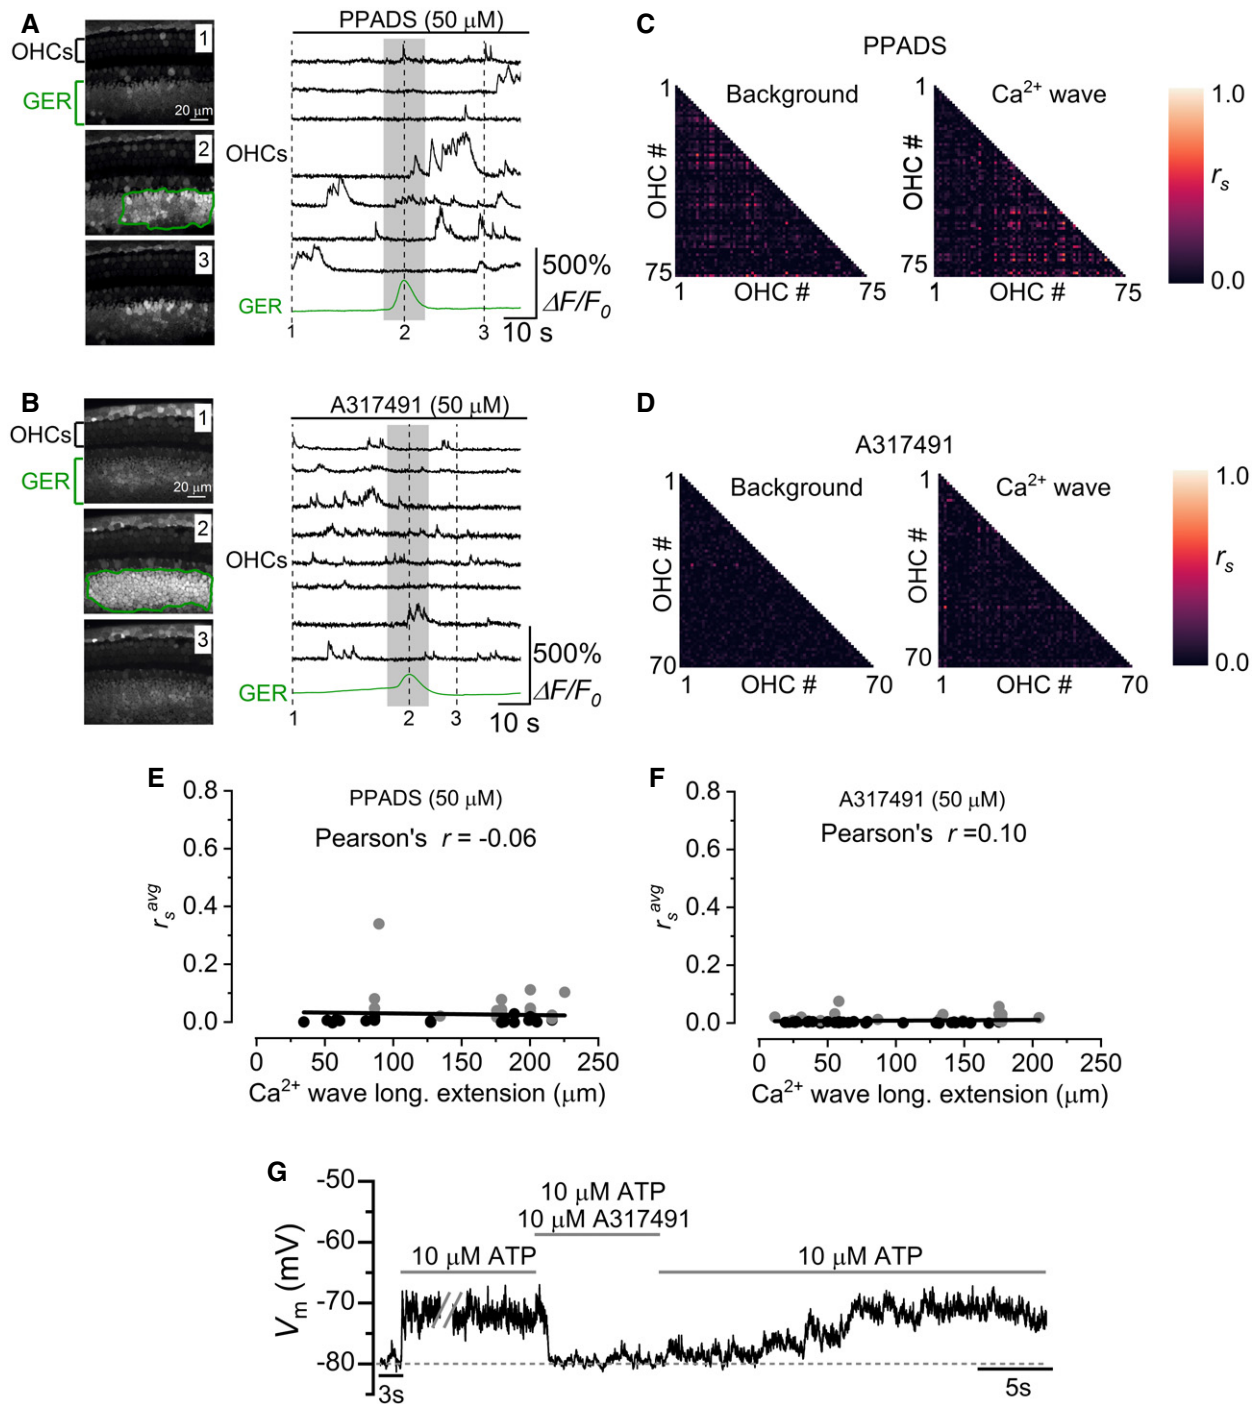 A
OHCs
GER
1
20 μm
2
3
PPADS (50 μM)
OHCs
GER
500%
ΔF/F0
10 s
1 2 3
B
OHCs
GER
1
20 μm
2
3
A317491 (50 μM)
OHCs
GER
500%
ΔF/F0
10 s
1 2 3
C
PPADS
Background
Ca2+ wave
1
OHC #
75
1 OHC # 75
1
OHC #
75
1 OHC # 75
1.0
rs
0.0
D
A317491
Background
Ca2+ wave
1
OHC #
70
1 OHC # 70
1
OHC #
70
1 OHC # 70
1.0
rs
0.0
E
PPADS (50 μM)
Pearson's r = -0.06
0.8
0.6
0.4
0.2
0.0
rs avg
0 50 100 150 200 250
Ca2+ wave long. extension (μm)
F
A317491 (50 μM)
Pearson's r =0.10
0.8
0.6
0.4
0.2
0.0
rs avg
0 50 100 150 200 250
Ca2+ wave long. extension (μm)
G
-50
-60
-70
-80
Vm (mV)
10 μM ATP
10 μM ATP
10 μM A317491
10 μM ATP
3s
5s